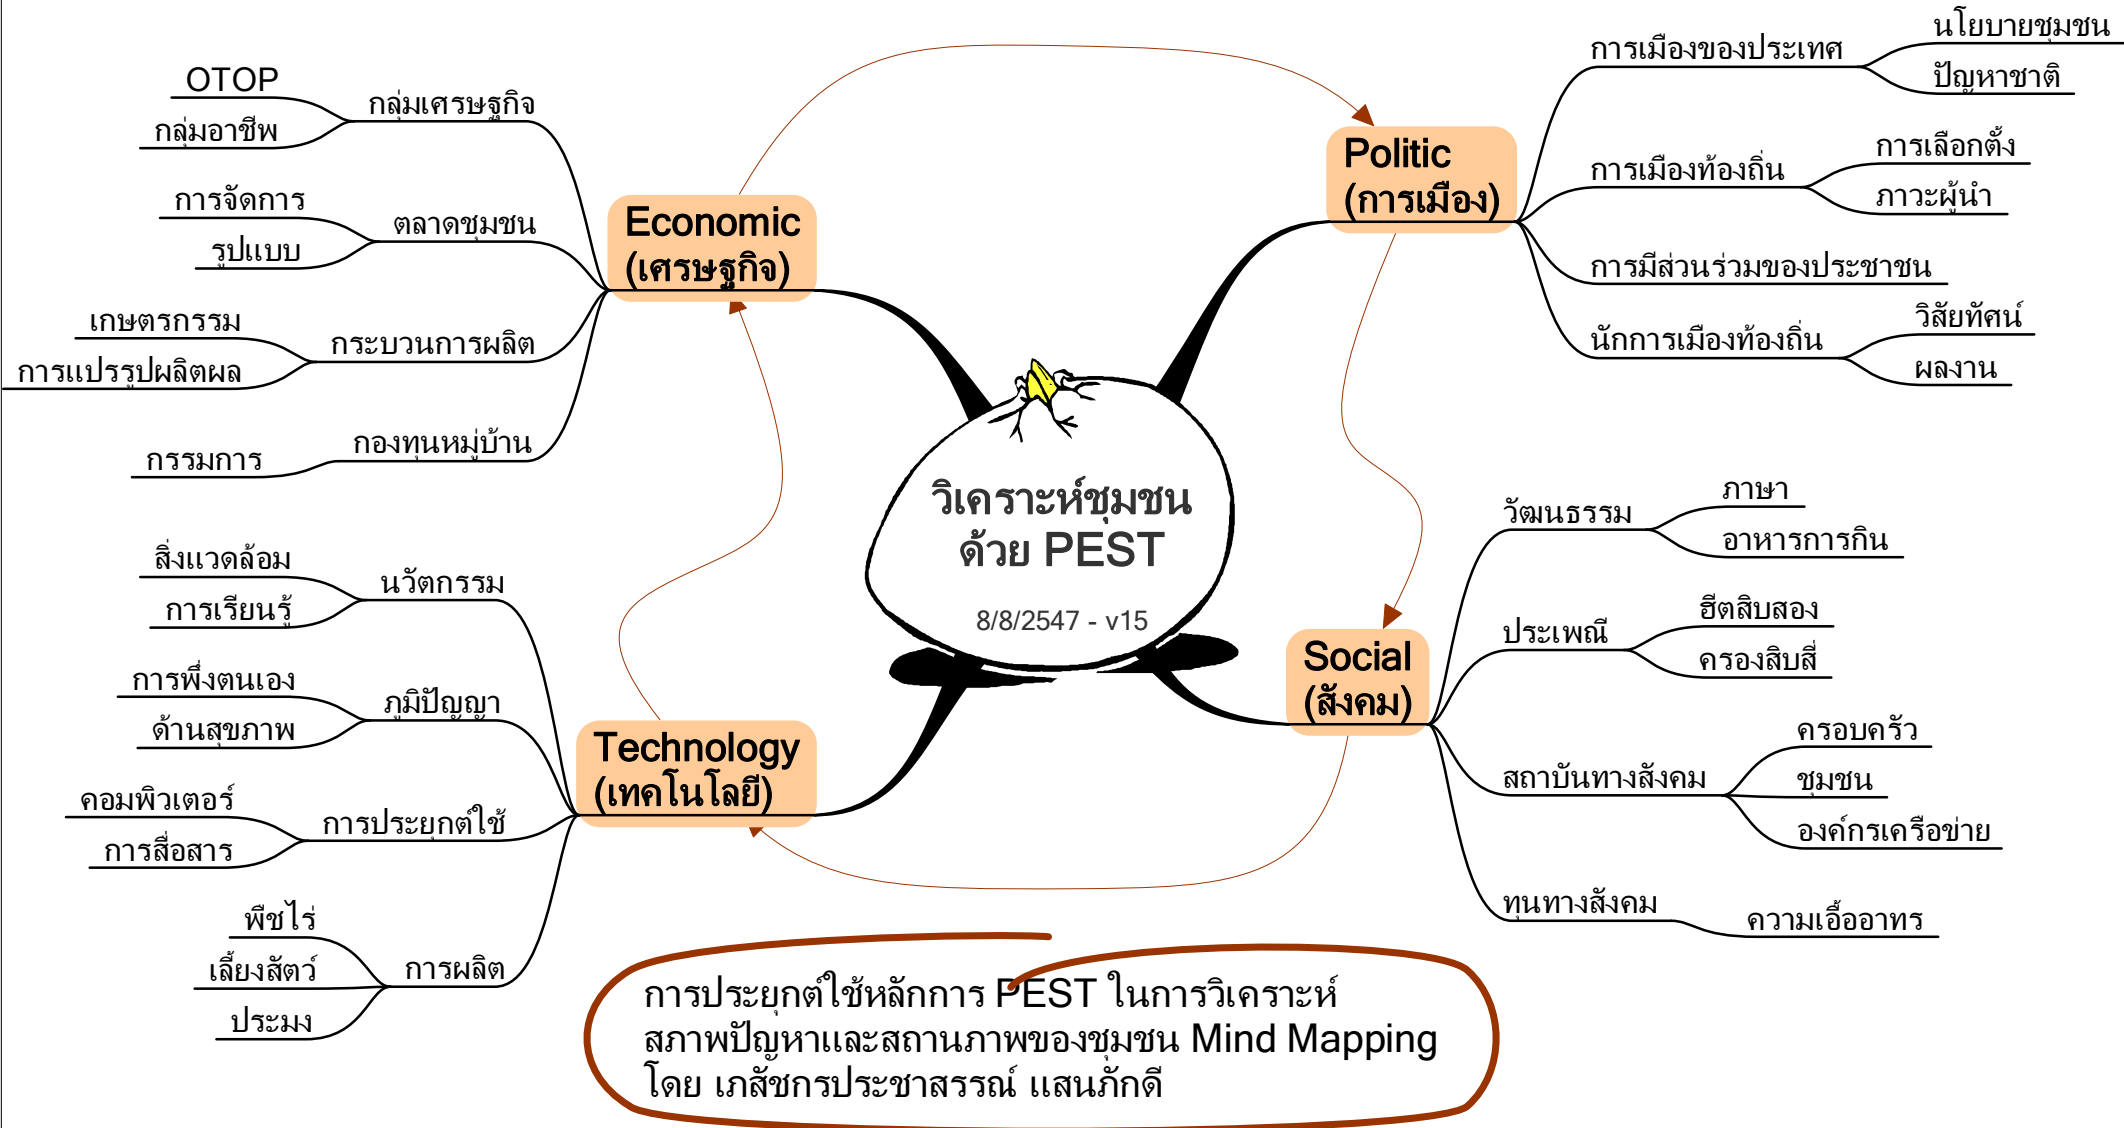 วิเคราะห์ชุมชน
ด้วย PEST
8/8/2547 - v15
Politic
(การเมือง)
การเมืองของประเทศ
นโยบายชุมชน
ปัญหาชาติ
การเมืองท้องถิ่น
การเลือกตั้ง
ภาวะผู้นำ
การมีส่วนร่วมของประชาชน
นักการเมืองท้องถิ่น
วิสัยทัศน์
ผลงาน
Economic
(เศรษฐกิจ)
กลุ่มเศรษฐกิจ
OTOP
กลุ่มอาชีพ
ตลาดชุมชน
การจัดการ
รูปแบบ
กระบวนการผลิต
เกษตรกรรม
การแปรรูปผลิตผล
กองทุนหมู่บ้าน
กรรมการ
Social
(สังคม)
วัฒนธรรม
ภาษา
อาหารการกิน
ประเพณี
ฮีตสิบสอง
ครองสิบสี่
สถาบันทางสังคม
ครอบครัว
ชุมชน
องค์กรเครือข่าย
ทุนทางสังคม
ความเอื้ออาทร
Technology
(เทคโนโลยี)
นวัตกรรม
สิ่งแวดล้อม
การเรียนรู้
ภูมิปัญญา
การพึ่งตนเอง
ด้านสุขภาพ
การประยุกต์ใช้
คอมพิวเตอร์
การสื่อสาร
การผลิต
พืชไร่
เลี้ยงสัตว์
ประมง
การประยุกต์ใช้หลักการ PEST ในการวิเคราะห์
สภาพปัญหาและสถานภาพของชุมชน Mind Mapping
โดย เภสัชกรประชาสรรณ์ แสนภักดี